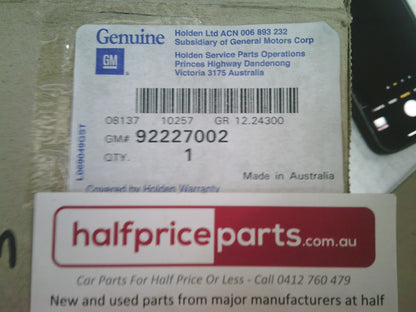 Genuine
Holden Ltd ACN 006 893 232
Subsidiary of General Motors Corp
GM
Holden Service Parts Operations
Princes Highway Dandenong
Victoria 3175 Australia
08137 10257 GR 12.24300
GM# 92227002
QTY. 1
L069049GST
Made in Australia
Covered by Holden Warranty
halfpriceparts.com.au
Car Parts For Half Price Or Less - Call 0412 760 479
New and used parts from major manufacturers at half